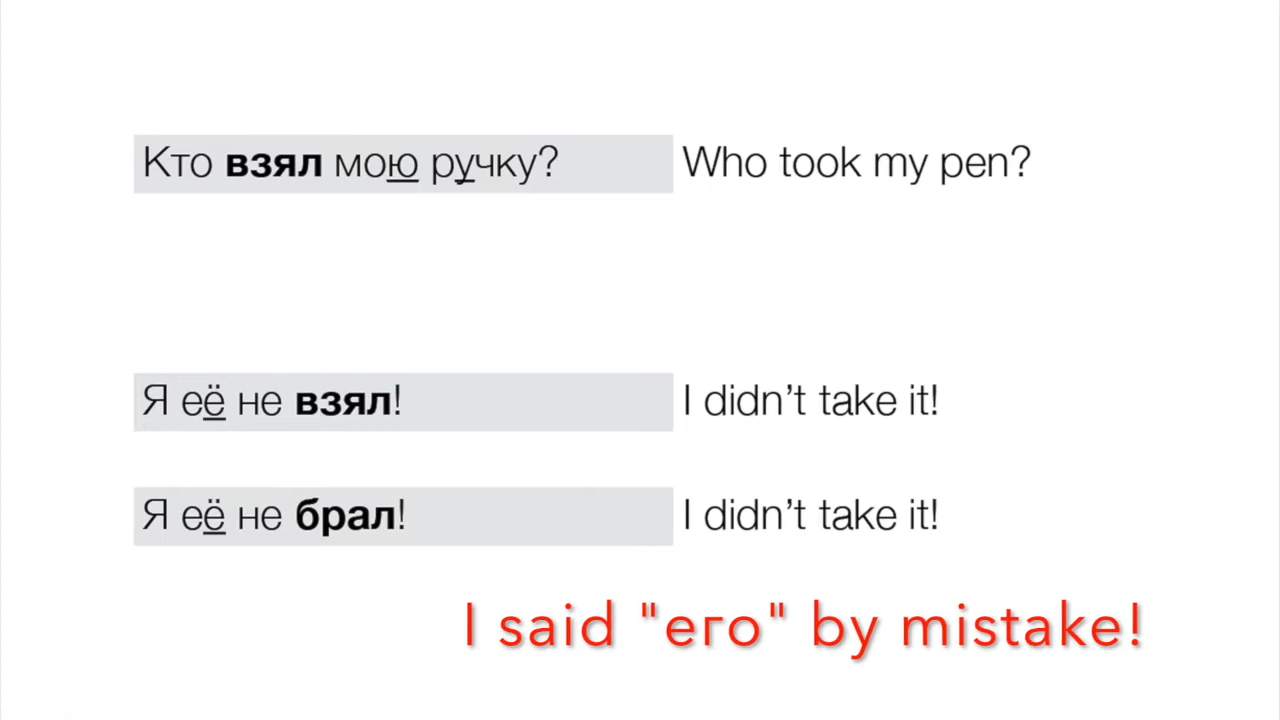 Кто взял мою ручку? Who took my pen?
Я её не взял! I didn’t take it!
Я её не брал! I didn’t take it!
I said "его" by mistake!